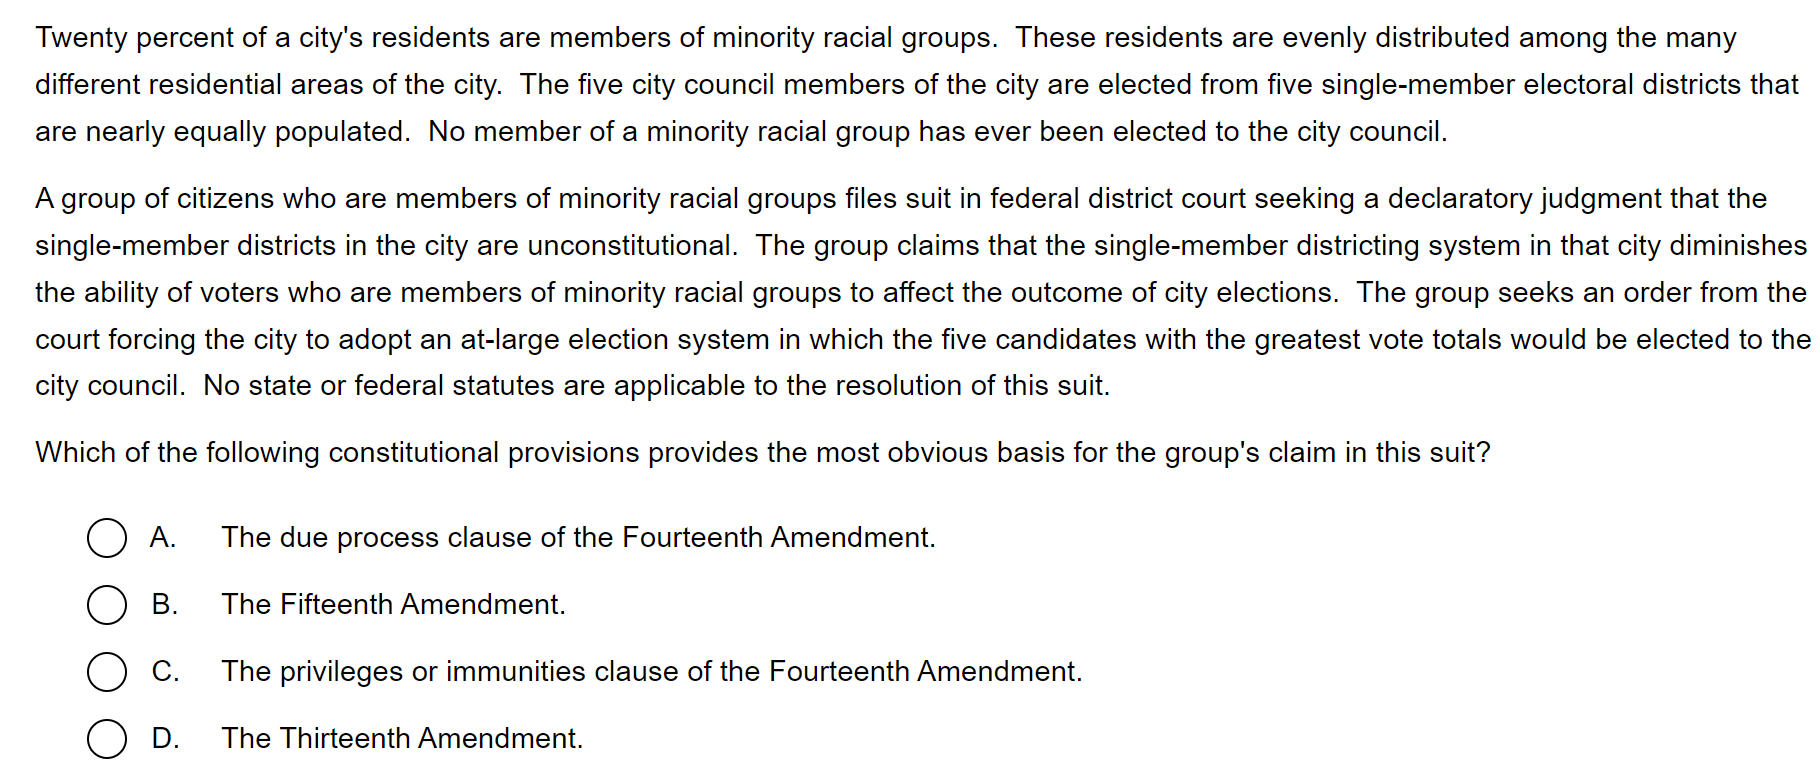 Twenty percent of a city's residents are members of minority racial groups.  These residents are evenly distributed among the many
different residential areas of the city.  The five city council members of the city are elected from five single-member electoral districts that
are nearly equally populated.  No member of a minority racial group has ever been elected to the city council.
A group of citizens who are members of minority racial groups files suit in federal district court seeking a declaratory judgment that the
single-member districts in the city are unconstitutional.  The group claims that the single-member districting system in that city diminishes
the ability of voters who are members of minority racial groups to affect the outcome of city elections.  The group seeks an order from the
court forcing the city to adopt an at-large election system in which the five candidates with the greatest vote totals would be elected to the
city council.  No state or federal statutes are applicable to the resolution of this suit.
Which of the following constitutional provisions provides the most obvious basis for the group's claim in this suit?
A. The due process clause of the Fourteenth Amendment.
B. The Fifteenth Amendment.
C. The privileges or immunities clause of the Fourteenth Amendment.
D. The Thirteenth Amendment.